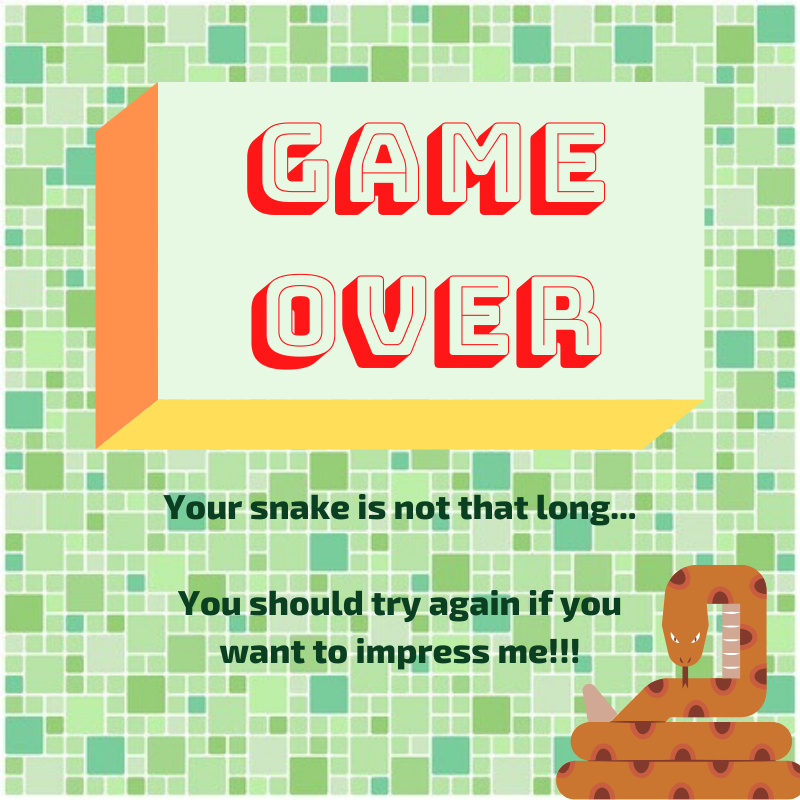 GAME
OVER
Your snake is not that long...
You should try again if you
want to impress me!!!